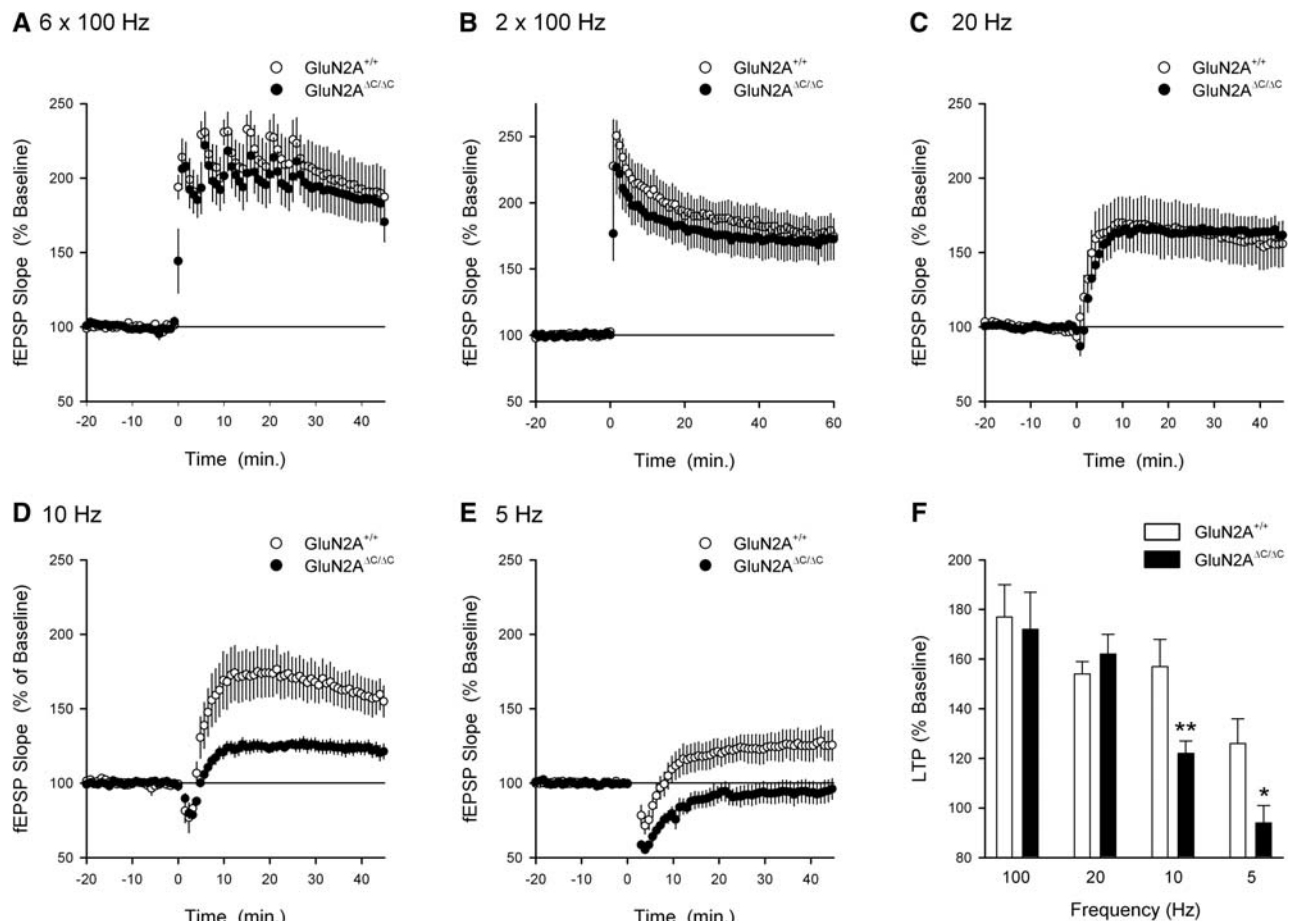 A 6 x 100 Hz
GluN2A+/+
GluN2AΔC/ΔC
fEPSP Slope (% Baseline)
250
200
150
100
50
-20 -10 0 10 20 30 40
Time (min.)
B 2 x 100 Hz
GluN2A+/+
GluN2AΔC/ΔC
fEPSP Slope (% Baseline)
250
200
150
100
50
-20 0 20 40 60
Time (min.)
C 20 Hz
GluN2A+/+
GluN2AΔC/ΔC
fEPSP Slope (% Baseline)
250
200
150
100
50
-20 -10 0 10 20 30 40
Time (min.)
D 10 Hz
GluN2A+/+
GluN2AΔC/ΔC
fEPSP Slope (% of Baseline)
250
200
150
100
50
-20 -10 0 10 20 30 40
Time (min.)
E 5 Hz
GluN2A+/+
GluN2AΔC/ΔC
fEPSP Slope (% Baseline)
250
200
150
100
50
-20 -10 0 10 20 30 40
Time (min.)
F
GluN2A+/+
GluN2AΔC/ΔC
LTP (% Baseline)
200
180
160
140
120
100
80
**
*
100 20 10 5
Frequency (Hz)